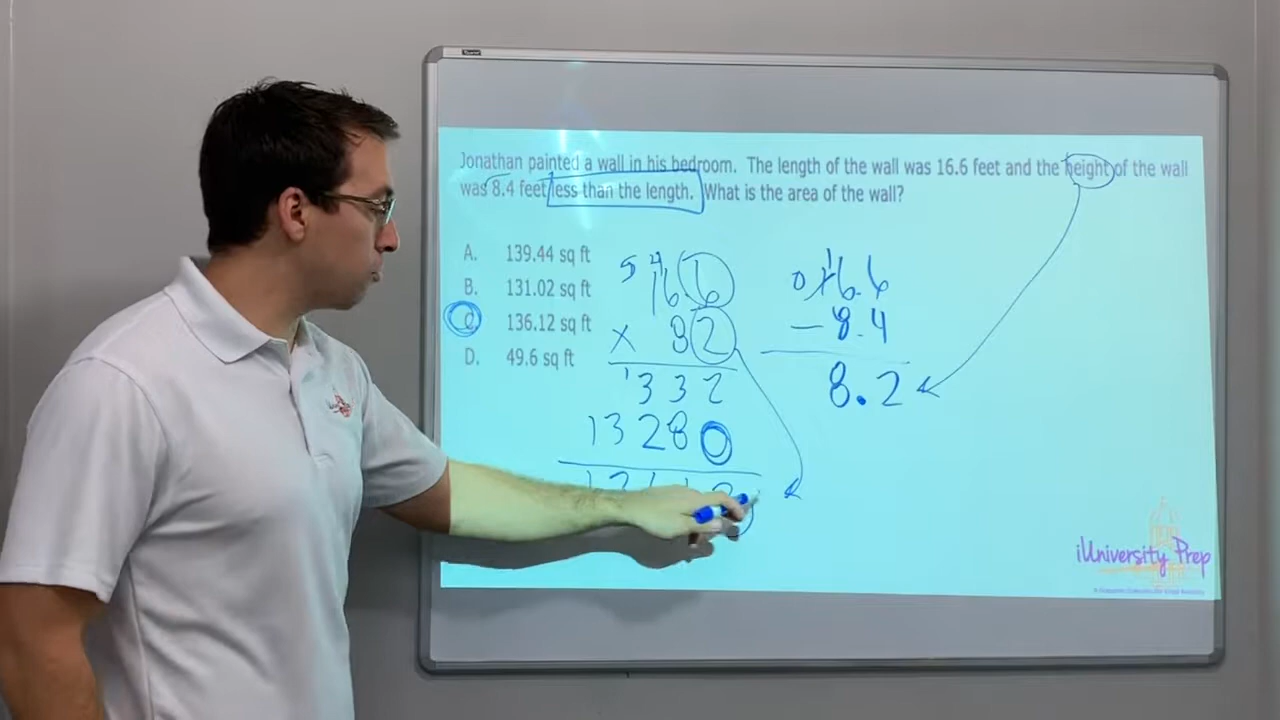 Jonathan painted a wall in his bedroom. The length of the wall was 16.6 feet and the height of the wall
was 8.4 feet less than the length. What is the area of the wall?
A. 139.44 sq ft
B. 131.02 sq ft
C. 136.12 sq ft
D. 49.6 sq ft
5 4
16.6
x 82
1
332
13280
0 1
16.6
- 8.4
8.2
iUniversity Prep